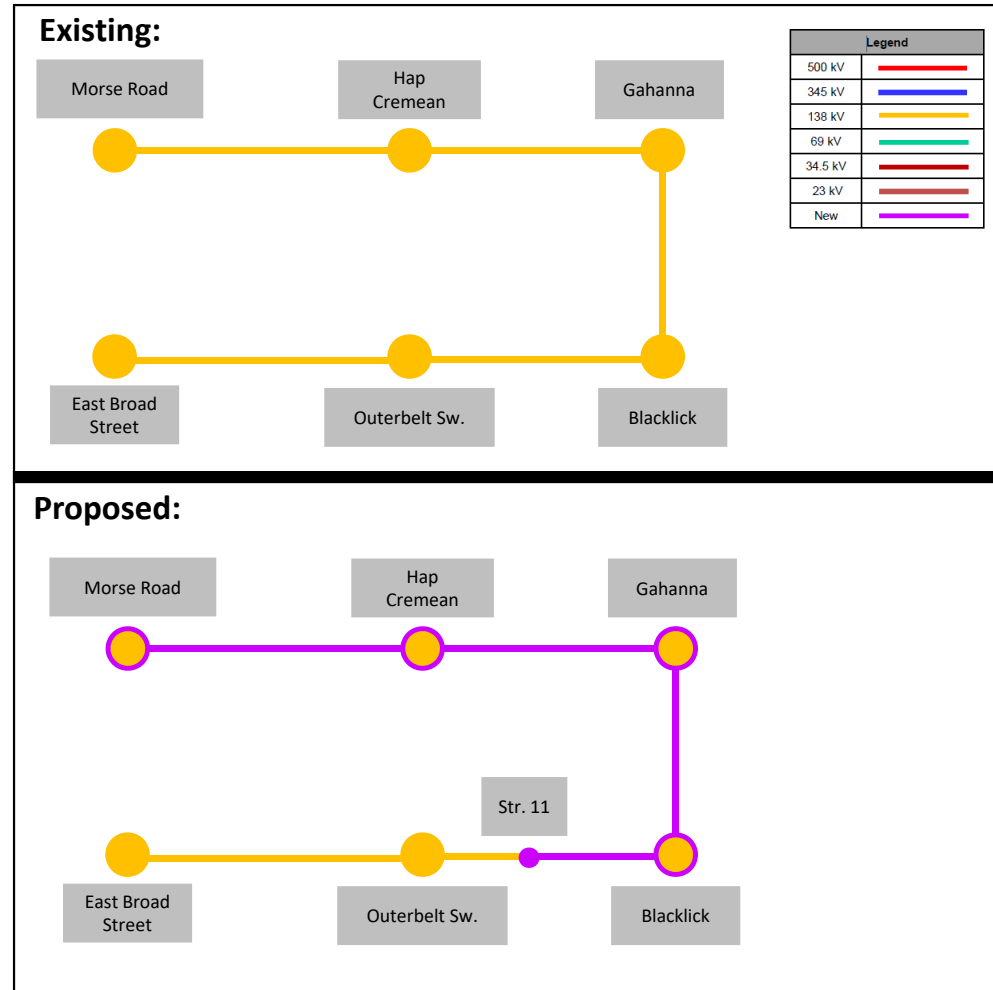 Existing:
Legend
500 kV
345 kV
138 kV
69 kV
34.5 kV
23 kV
New
Morse Road
Hap
Cremean
Gahanna
East Broad
Street
Outerbelt Sw.
Blacklick
Proposed:
Morse Road
Hap
Cremean
Gahanna
Str. 11
East Broad
Street
Outerbelt Sw.
Blacklick